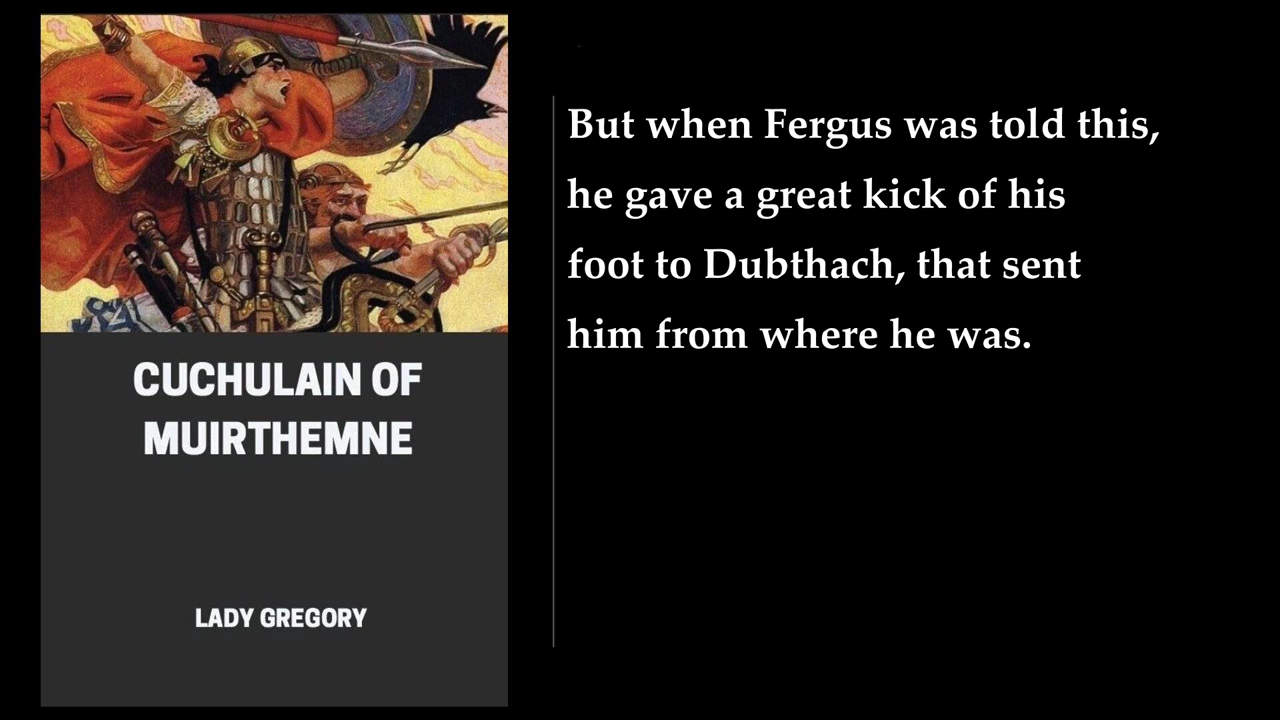 CUCHULAIN OF
MUIRTHEMNE
LADY GREGORY
But when Fergus was told this,
he gave a great kick of his
foot to Dubthach, that sent
him from where he was.